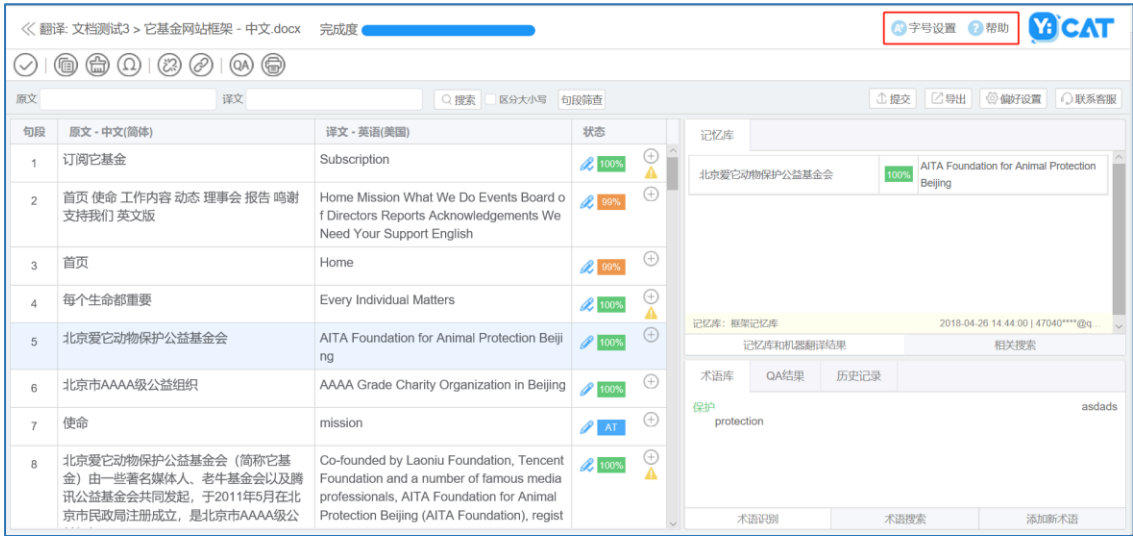 翻译: 文档测试3 > 它基金网站框架 - 中文.docx 完成度
字号设置 帮助 Yi CAT
QA
原文 译文 搜索 区分大小写 句段筛查 提交 导出 偏好设置 联系客服
句段 原文 - 中文(简体) 译文 - 英语(美国) 状态
1 订阅它基金 Subscription 100%
2 首页 使命 工作内容 动态 理事会 报告 鸣谢 Home Mission What We Do Events Board o 99%
支持我们 英文版 f Directors Reports Acknowledgements We
Need Your Support English
3 首页 Home 99%
4 每个生命都重要 Every Individual Matters 100%
5 北京爱它动物保护公益基金会 AITA Foundation for Animal Protection Beiji 100%
ng
6 北京市AAAA级公益组织 AAAA Grade Charity Organization in Beijing 100%
7 使命 mission AT
8 北京爱它动物保护公益基金会（简称它基 Co-founded by Laoniu Foundation, Tencent 100%
金）由一些著名媒体人、老牛基金会以及腾 Foundation and a number of famous media
讯公益基金会共同发起，于2011年5月在北 professionals, AITA Foundation for Animal
京市民政局注册成立，是北京市AAAA级公 Protection Beijing (AITA Foundation), regist
记忆库
北京爱它动物保护公益基金会 100% AITA Foundation for Animal Protection
Beijing
记忆库：框架记忆库 2018-04-26 14:44:00 | 47040****@q...
记忆库和机器翻译结果 相关搜索
术语库 QA结果 历史记录
保护 asdads
protection
术语识别 术语搜索 添加新术语